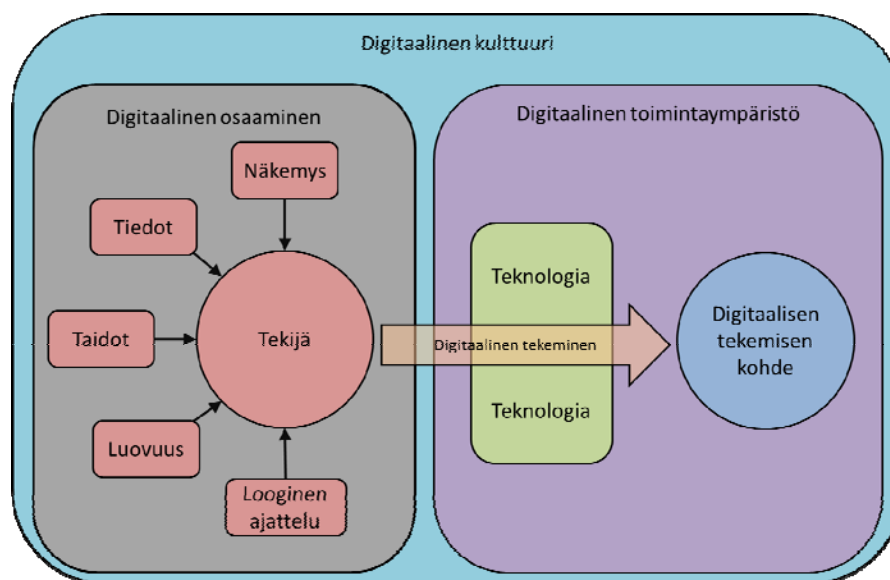 Digitaalinen kulttuuri
Digitaalinen osaaminen
Näkemys
Tiedot
Taidot
Luovuus
Looginen
ajattelu
Tekijä
Digitaalinen toimintaympäristö
Teknologia
Digitaalinen tekeminen
Teknologia
Digitaalisen
tekemisen
kohde